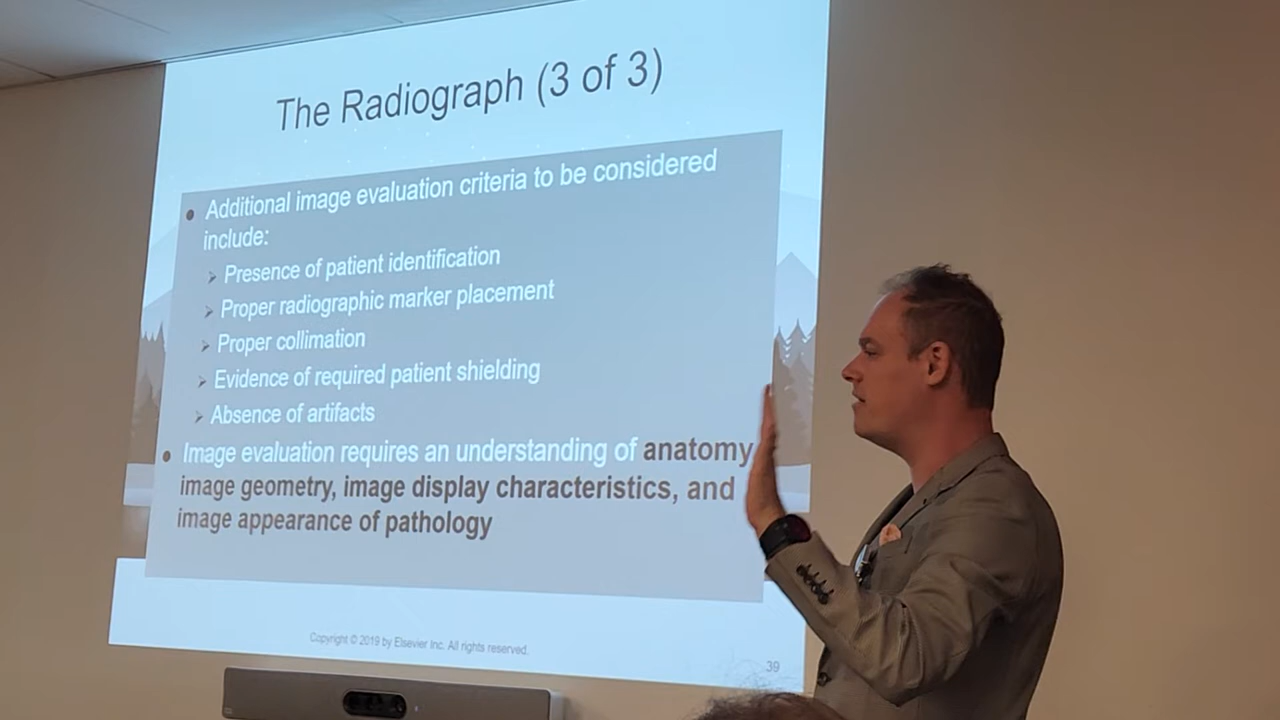 The Radiograph (3 of 3)
Additional image evaluation criteria to be considered
include:
Presence of patient identification
Proper radiographic marker placement
Proper collimation
Evidence of required patient shielding
Absence of artifacts
Image evaluation requires an understanding of anatomy
image geometry, image display characteristics, and
image appearance of pathology
Copyright © 2019 by Elsevier Inc. All rights reserved.
39